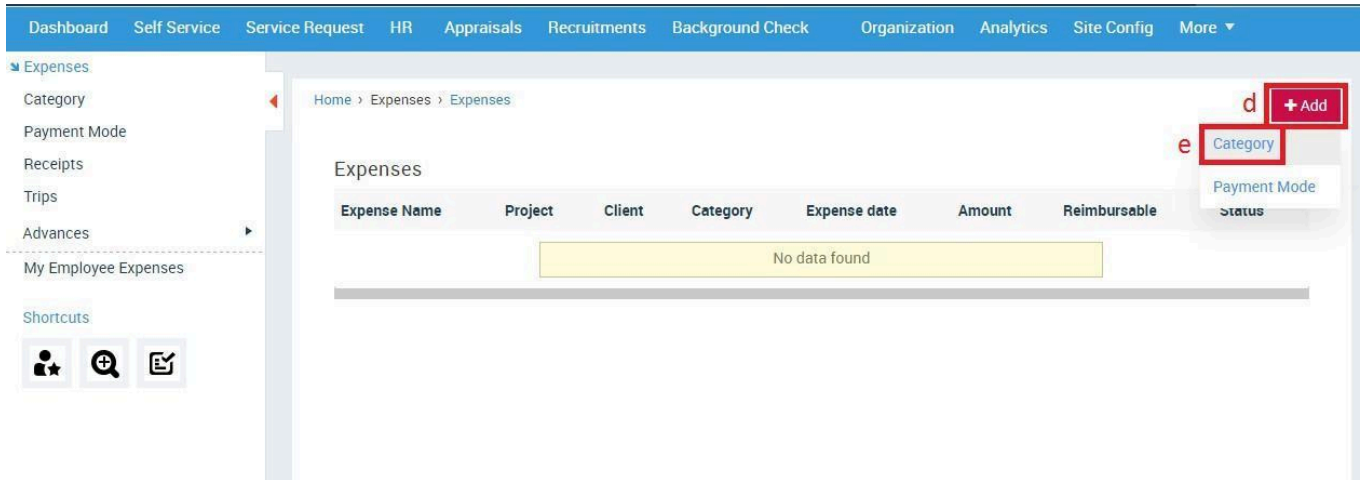 Dashboard Self Service Service Request HR Appraisals Recruitments Background Check Organization Analytics Site Config More
Expenses
Category
Payment Mode
Receipts
Trips
Advances
My Employee Expenses
Shortcuts
Home › Expenses › Expenses
d + Add
e Category
Payment Mode
Expenses
Expense Name Project Client Category Expense date Amount Reimbursable Status
No data found